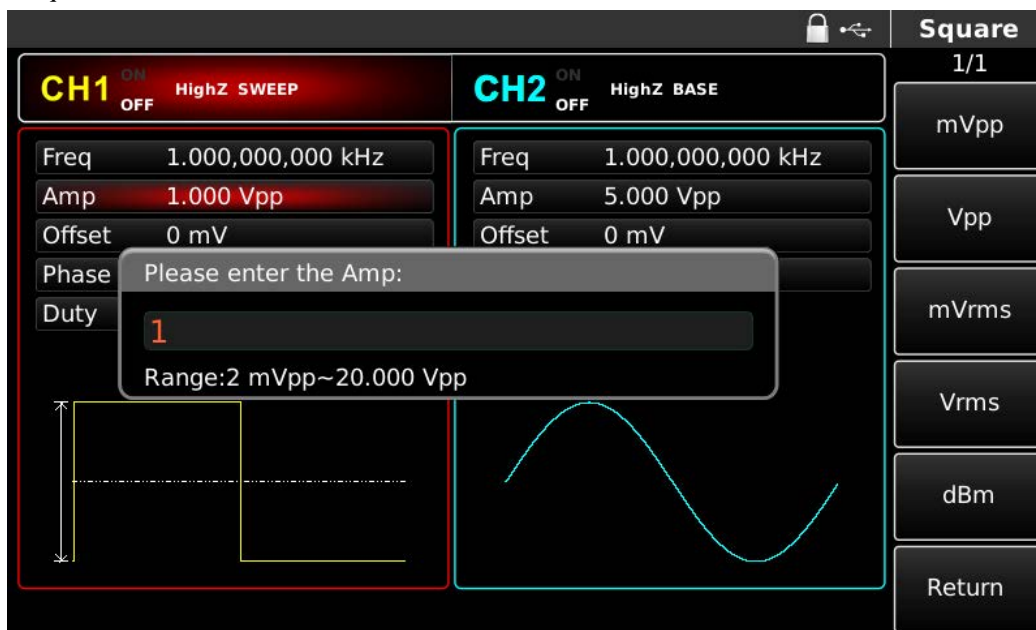 Square
1/1
CH1 ON OFF HighZ SWEEP
CH2 ON OFF HighZ BASE
mVpp
Freq 1.000,000,000 kHz
Freq 1.000,000,000 kHz
Amp 1.000 Vpp
Amp 5.000 Vpp
Vpp
Offset 0 mV
Offset 0 mV
Phase
Please enter the Amp:
Duty
1
mVrms
Range:2 mVpp~20.000 Vpp
Vrms
dBm
Return